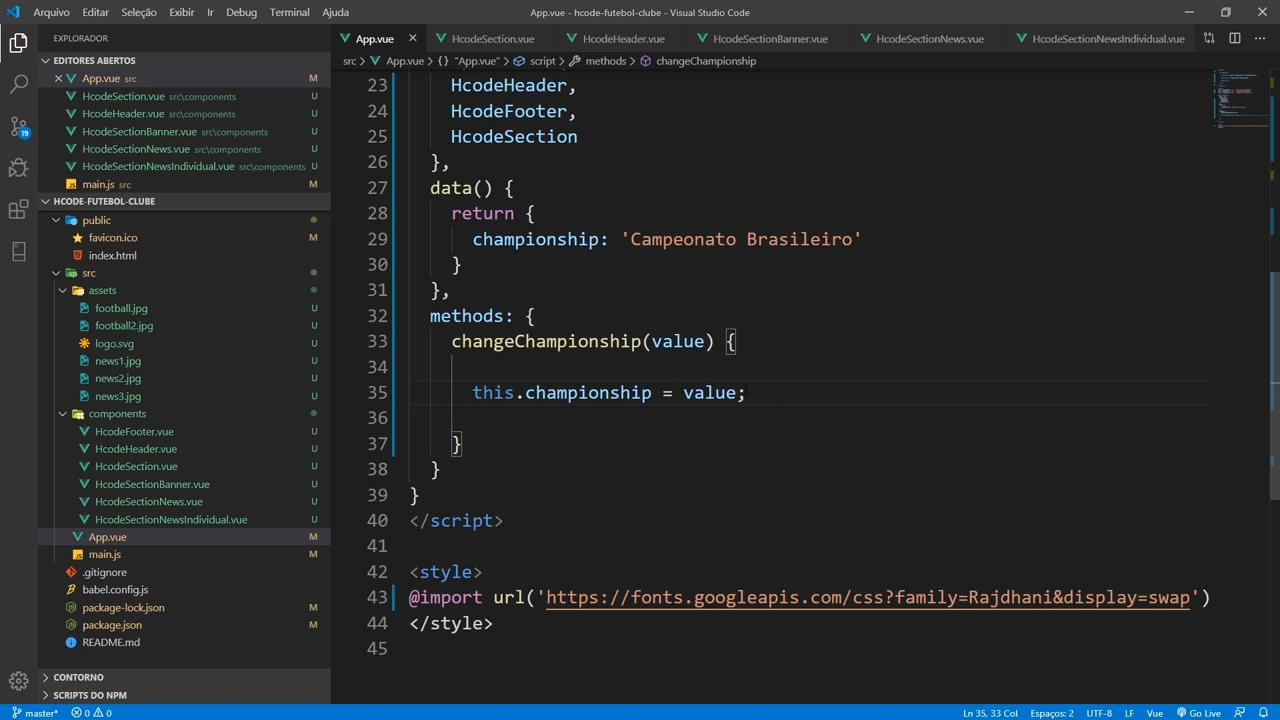 Arquivo Editar Seleção Exibir Ir Debug Terminal Ajuda App.vue - hcode-futebol-clube - Visual Studio Code
EXPLORADOR
App.vue HcodeSection.vue HcodeHeader.vue HcodeSectionBanner.vue HcodeSectionNews.vue HcodeSectionNewsIndividual.vue
src App.vue {} "App.vue" script methods changeChampionship
EDITORES ABERTOS
App.vue src M
HcodeSection.vue src\components U
HcodeHeader.vue src\components U
HcodeSectionBanner.vue src\components U
HcodeSectionNews.vue src\components U
HcodeSectionNewsIndividual.vue src\components U
main.js src M
HCODE-FUTEBOL-CLUBE
public
favicon.ico M
index.html
src
assets
football.jpg U
football2.jpg U
logo.svg U
news1.jpg U
news2.jpg U
news3.jpg U
components
HcodeFooter.vue U
HcodeHeader.vue U
HcodeSection.vue U
HcodeSectionBanner.vue U
HcodeSectionNews.vue U
HcodeSectionNewsIndividual.vue U
App.vue M
main.js M
.gitignore
babel.config.js
package-lock.json M
package.json M
README.md
CONTORNO
SCRIPTS DO NPM
19
23 HcodeHeader,
24 HcodeFooter,
25 HcodeSection
26 },
27 data() {
28 return {
29 championship: 'Campeonato Brasileiro'
30 }
31 },
32 methods: {
33 changeChampionship(value) {
34
35 this.championship = value;
36
37 }
38 }
39 }
40 </script>
41
42 <style>
43 @import url('https://fonts.googleapis.com/css?family=Rajdhani&display=swap')
44 </style>
45
master* 0 0 Ln 35, 33 Col Espaços: 2 UTF-8 LF Vue Go Live